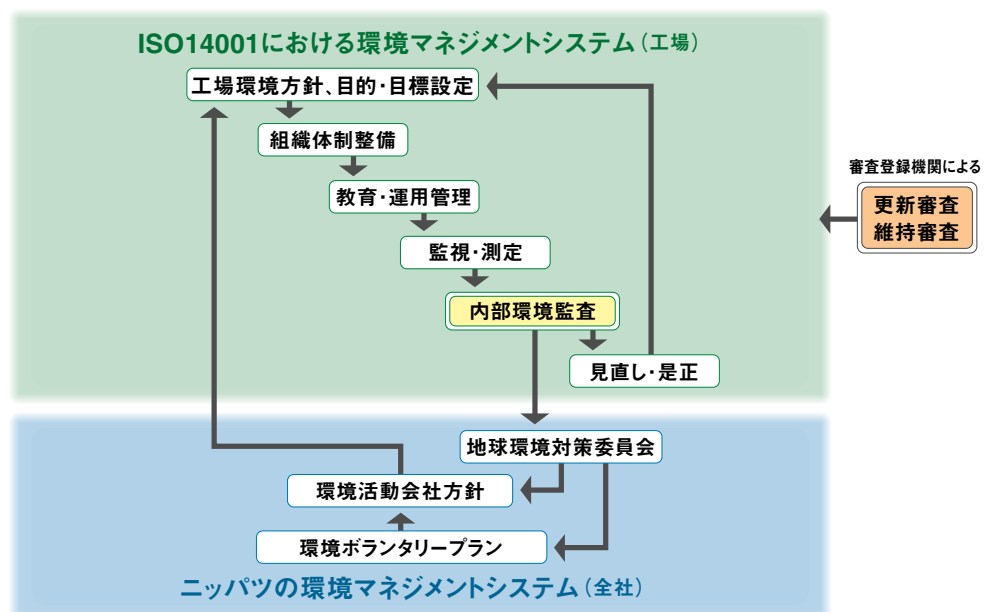 ISO14001における環境マネジメントシステム(工場)
工場環境方針、目的・目標設定
組織体制整備
審査登録機関による
教育・運用管理
更新審査
維持審査
監視・測定
内部環境監査
見直し・是正
地球環境対策委員会
環境活動会社方針
環境ボランタリープラン
ニッパツの環境マネジメントシステム(全社)